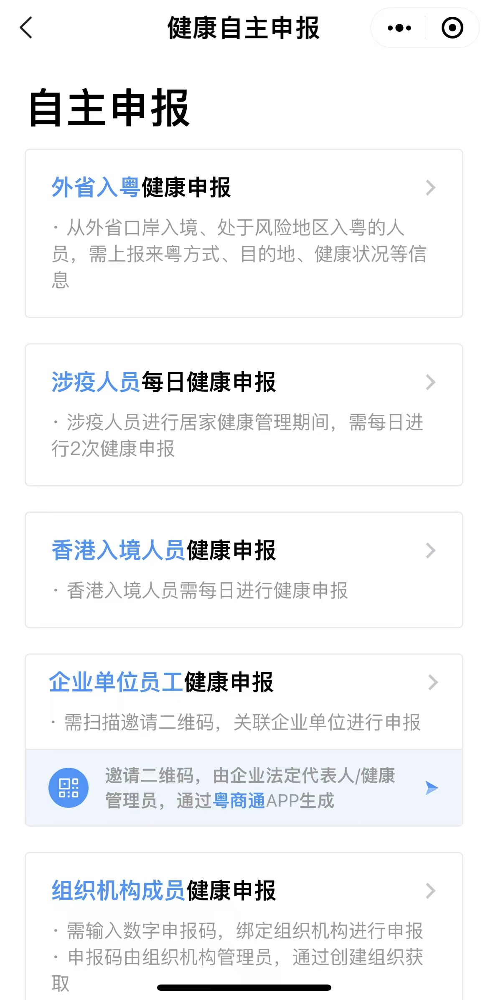 健康自主申报
自主申报
外省入粤健康申报
· 从外省口岸入境、处于风险地区入粤的人
员，需上报来粤方式、目的地、健康状况等信
息
涉疫人员每日健康申报
· 涉疫人员进行居家健康管理期间，需每日进
行2次健康申报
香港入境人员健康申报
· 香港入境人员需每日进行健康申报
企业单位员工健康申报
· 需扫描邀请二维码，关联企业单位进行申报
邀请二维码，由企业法定代表人/健康
管理员，通过粤商通APP生成
组织机构成员健康申报
· 需输入数字申报码，绑定组织机构进行申报
· 申报码由组织机构管理员，通过创建组织获
取